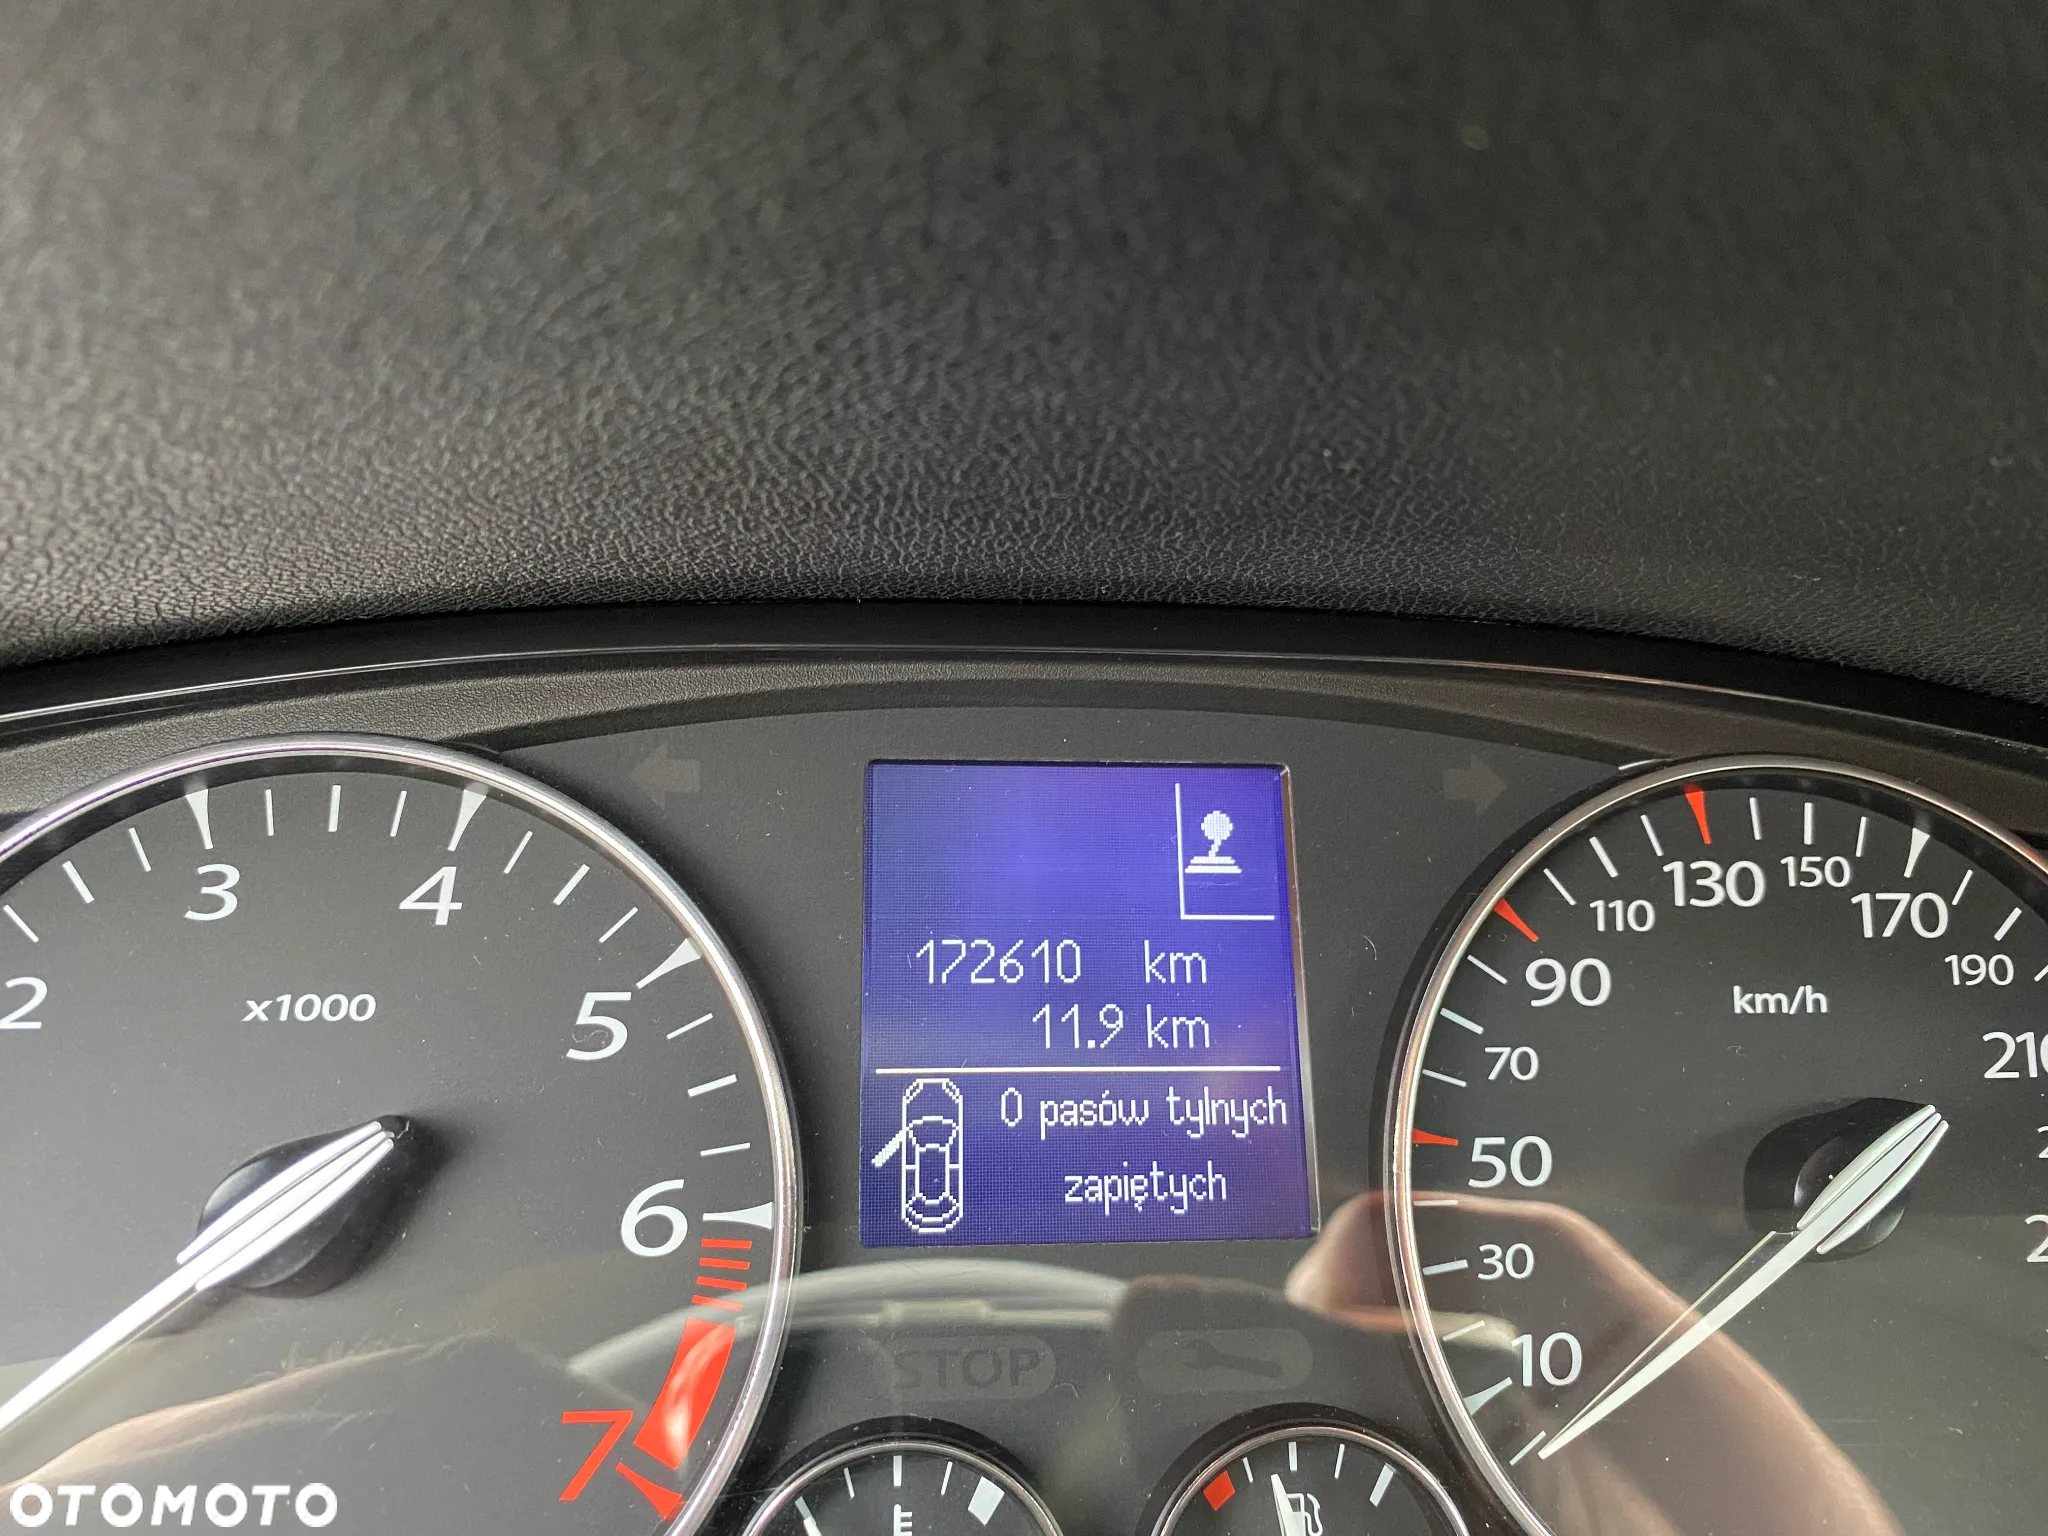 172610 km
11.9 km
0 pasów tylnych
zapiętych
2 3 4 5 6 7
x1000
10 30 50 70 90 110 130 150 170 190 210
km/h
STOP
OTOMOTO